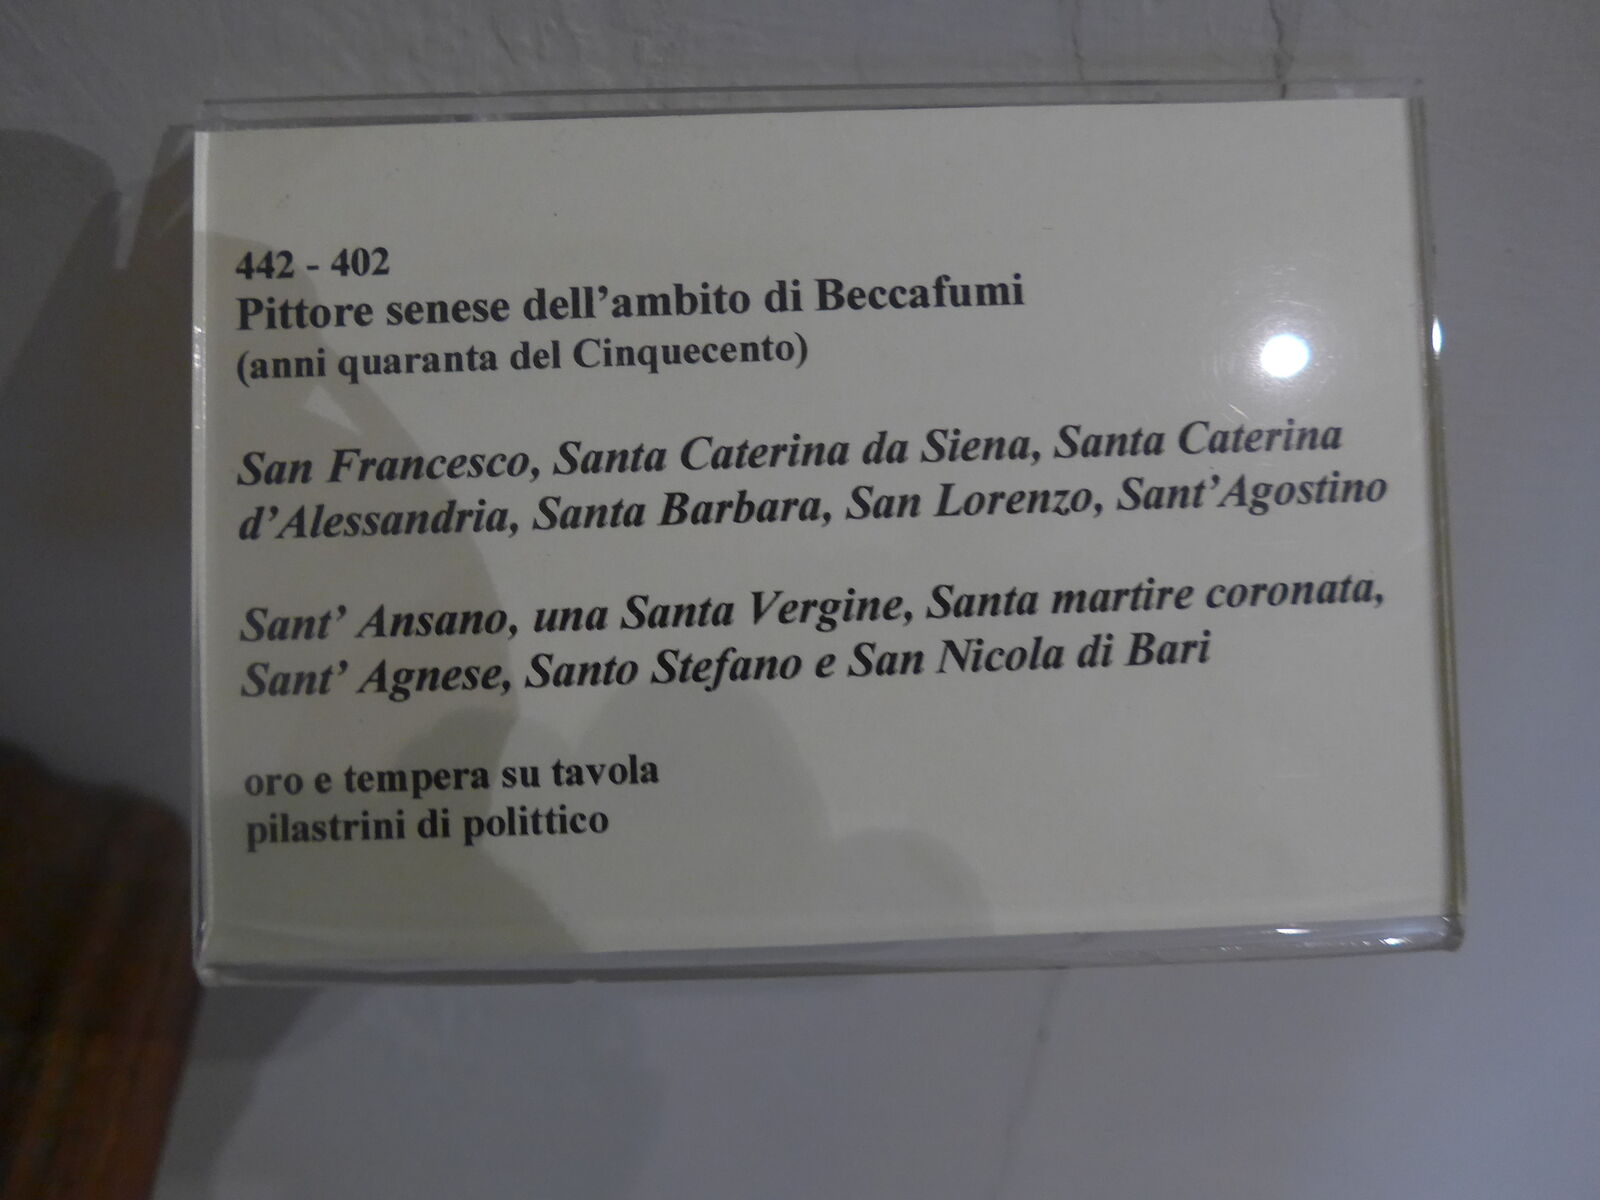 442 - 402
Pittore senese dell’ambito di Beccafumi
(anni quaranta del Cinquecento)
San Francesco, Santa Caterina da Siena, Santa Caterina
d’Alessandria, Santa Barbara, San Lorenzo, Sant’Agostino
Sant’ Ansano, una Santa Vergine, Santa martire coronata,
Sant’ Agnese, Santo Stefano e San Nicola di Bari
oro e tempera su tavola
pilastrini di polittico